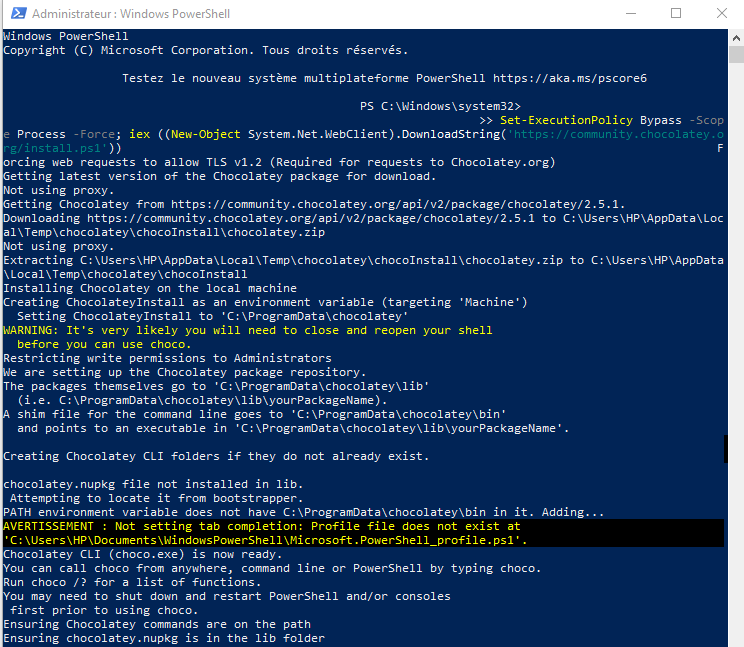 Administrateur : Windows PowerShell
Windows PowerShell
Copyright (C) Microsoft Corporation. Tous droits réservés.
Testez le nouveau système multiplateforme PowerShell https://aka.ms/pscore6
PS C:\Windows\system32>
>> Set-ExecutionPolicy Bypass -Scop
e Process -Force; iex ((New-Object System.Net.WebClient).DownloadString('https://community.chocolatey.o
rg/install.ps1')) F
orcing web requests to allow TLS v1.2 (Required for requests to Chocolatey.org)
Getting latest version of the Chocolatey package for download.
Not using proxy.
Getting Chocolatey from https://community.chocolatey.org/api/v2/package/chocolatey/2.5.1.
Downloading https://community.chocolatey.org/api/v2/package/chocolatey/2.5.1 to C:\Users\HP\AppData\Loc
al\Temp\chocolatey\chocoInstall\chocolatey.zip
Not using proxy.
Extracting C:\Users\HP\AppData\Local\Temp\chocolatey\chocoInstall\chocolatey.zip to C:\Users\HP\AppData
\Local\Temp\chocolatey\chocoInstall
Installing Chocolatey on the local machine
Creating ChocolateyInstall as an environment variable (targeting 'Machine')
  Setting ChocolateyInstall to 'C:\ProgramData\chocolatey'
WARNING: It's very likely you will need to close and reopen your shell
  before you can use choco.
Restricting write permissions to Administrators
We are setting up the Chocolatey package repository.
The packages themselves go to 'C:\ProgramData\chocolatey\lib'
  (i.e. C:\ProgramData\chocolatey\lib\yourPackageName).
A shim file for the command line goes to 'C:\ProgramData\chocolatey\bin'
  and points to an executable in 'C:\ProgramData\chocolatey\lib\yourPackageName'.
Creating Chocolatey CLI folders if they do not already exist.
chocolatey.nupkg file not installed in lib.
 Attempting to locate it from bootstrapper.
PATH environment variable does not have C:\ProgramData\chocolatey\bin in it. Adding...
AVERTISSEMENT : Not setting tab completion: Profile file does not exist at
'C:\Users\HP\Documents\WindowsPowerShell\Microsoft.PowerShell_profile.ps1'.
Chocolatey CLI (choco.exe) is now ready.
You can call choco from anywhere, command line or PowerShell by typing choco.
Run choco /? for a list of functions.
You may need to shut down and restart PowerShell and/or consoles
 first prior to using choco.
Ensuring Chocolatey commands are on the path
Ensuring chocolatey.nupkg is in the lib folder